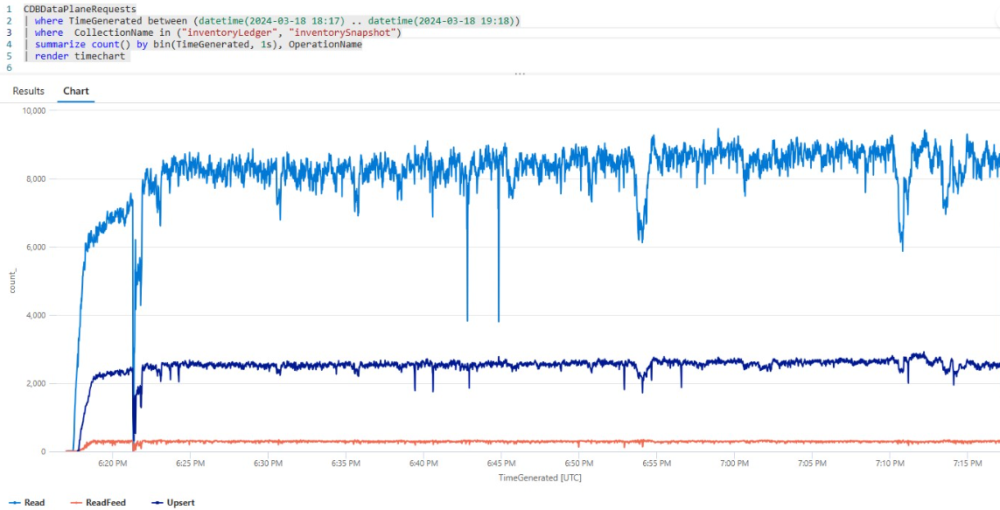 1 CDBDataPlaneRequests
2 | where TimeGenerated between (datetime(2024-03-18 18:17) .. datetime(2024-03-18 19:18))
3 | where  CollectionName in ("inventoryLedger", "inventorySnapshot")
4 | summarize count() by bin(TimeGenerated, 1s), OperationName
5 | render timechart
6
...
Results Chart
10,000
8,000
6,000
4,000
2,000
0
count_
6:20 PM 6:25 PM 6:30 PM 6:35 PM 6:40 PM 6:45 PM 6:50 PM 6:55 PM 7:00 PM 7:05 PM 7:10 PM 7:15 PM
TimeGenerated [UTC]
Read ReadFeed Upsert